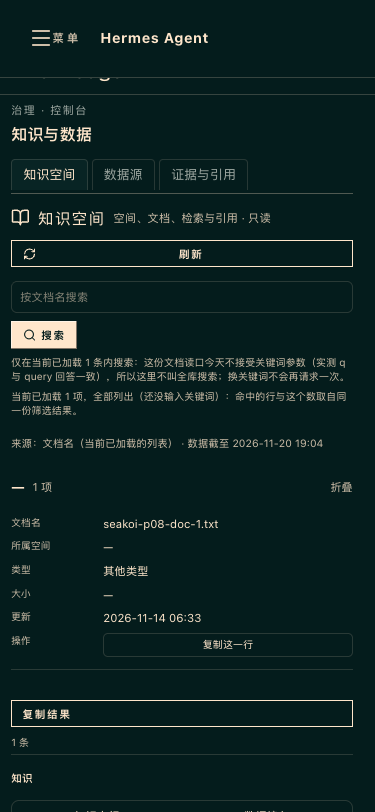 菜单
Hermes Agent
治理 · 控制台
知识与数据
知识空间
数据源
证据与引用
知识空间 空间、文档、检索与引用 · 只读
刷新
按文档名搜索
搜索
仅在当前已加载 1 条内搜索：这份文档读口今天不接受关键词参数（实测 q
与 query 回答一致），所以这里不叫全库搜索；换关键词不会再请求一次。
当前已加载 1 项，全部列出（还没输入关键词）：命中的行与这个数取自同
一份筛选结果。
来源：文档名（当前已加载的列表） · 数据截至 2026-11-20 19:04
— 1 项
折叠
文档名 seakoi-p08-doc-1.txt
所属空间 —
类型 其他类型
大小 —
更新 2026-11-14 06:33
操作 复制这一行
复制结果
1 条
知识